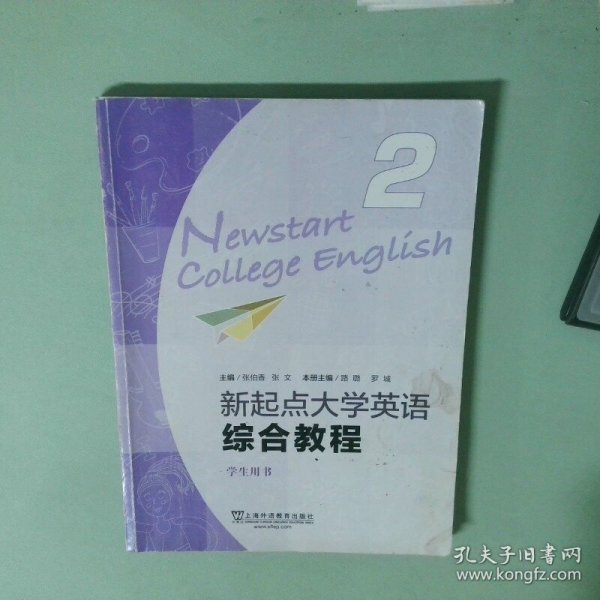 2
Newstart
College English
主编/张伯香 张 文 本册主编/路 璐 罗 城
新起点大学英语
综合教程
学生用书
上海外语教育出版社
www.sflep.com
孔夫子旧书网
www.kongfz.com